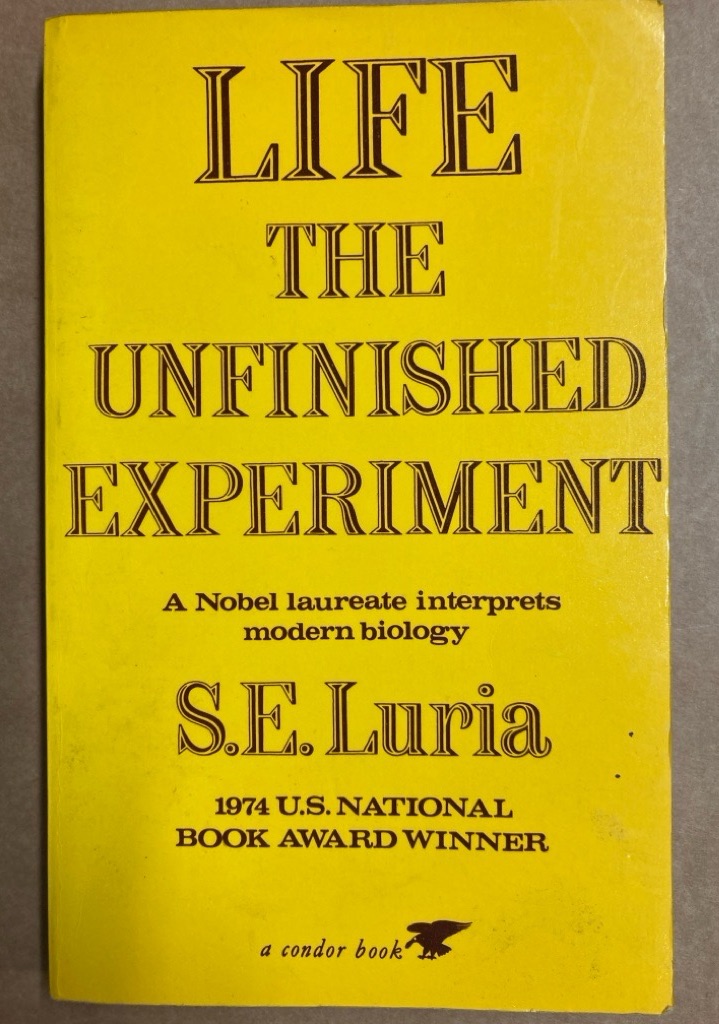 LIFE
THE
UNFINISHED
EXPERIMENT
A Nobel laureate interprets
modern biology
S.E. Luria
1974 U.S. NATIONAL
BOOK AWARD WINNER
a condor book